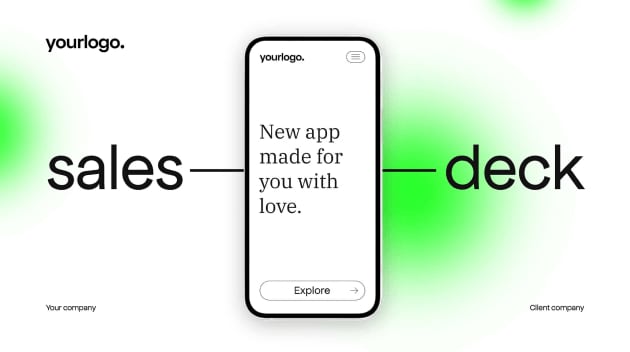 yourlogo.
yourlogo.
New app
made for
you with
love.
sales
deck
Explore
Your company
Client company